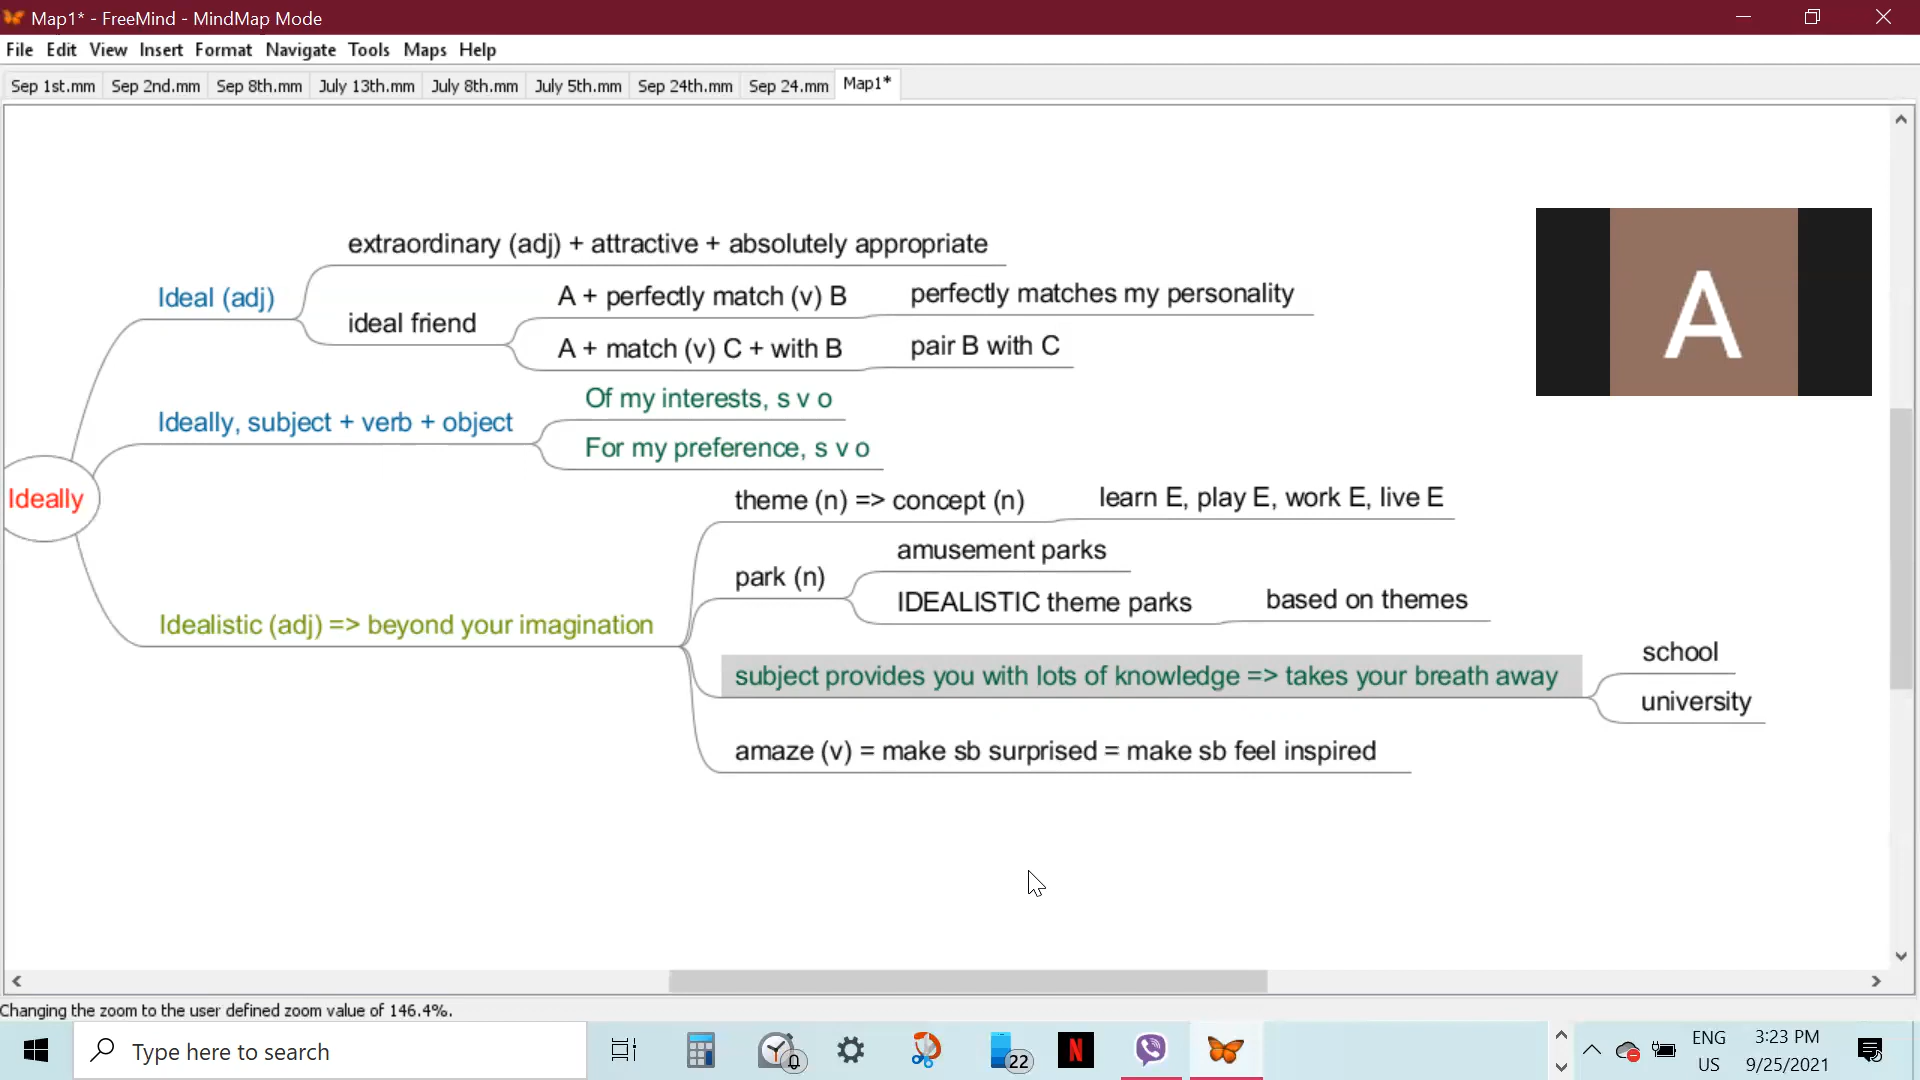 Map1* - FreeMind - MindMap Mode
File Edit View Insert Format Navigate Tools Maps Help
Sep 1st.mm Sep 2nd.mm Sep 8th.mm July 13th.mm July 8th.mm July 5th.mm Sep 24th.mm Sep 24.mm Map1*
Ideally
Ideal (adj)
extraordinary (adj) + attractive + absolutely appropriate
ideal friend
A + perfectly match (v) B
perfectly matches my personality
A + match (v) C + with B
pair B with C
Ideally, subject + verb + object
Of my interests, s v o
For my preference, s v o
Idealistic (adj) => beyond your imagination
theme (n) => concept (n)
learn E, play E, work E, live E
park (n)
amusement parks
IDEALISTIC theme parks
based on themes
subject provides you with lots of knowledge => takes your breath away
school
university
amaze (v) = make sb surprised = make sb feel inspired
A
Changing the zoom to the user defined zoom value of 146.4%.
Type here to search
22
N
ENG
US
3:23 PM
9/25/2021